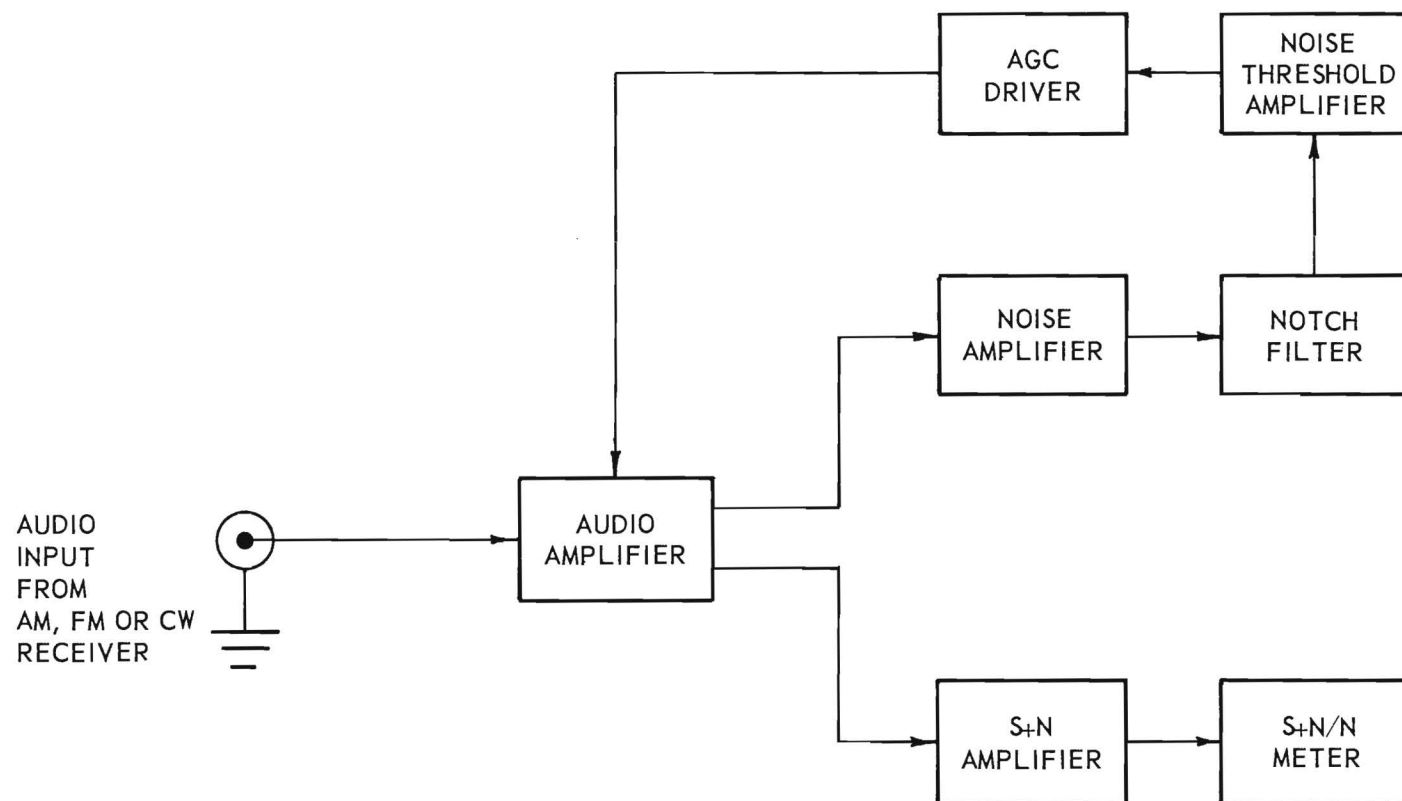 AGC
DRIVER
NOISE
THRESHOLD
AMPLIFIER
NOISE
AMPLIFIER
NOTCH
FILTER
AUDIO
INPUT
FROM
AM, FM OR CW
RECEIVER
AUDIO
AMPLIFIER
S+N
AMPLIFIER
S+N/N
METER